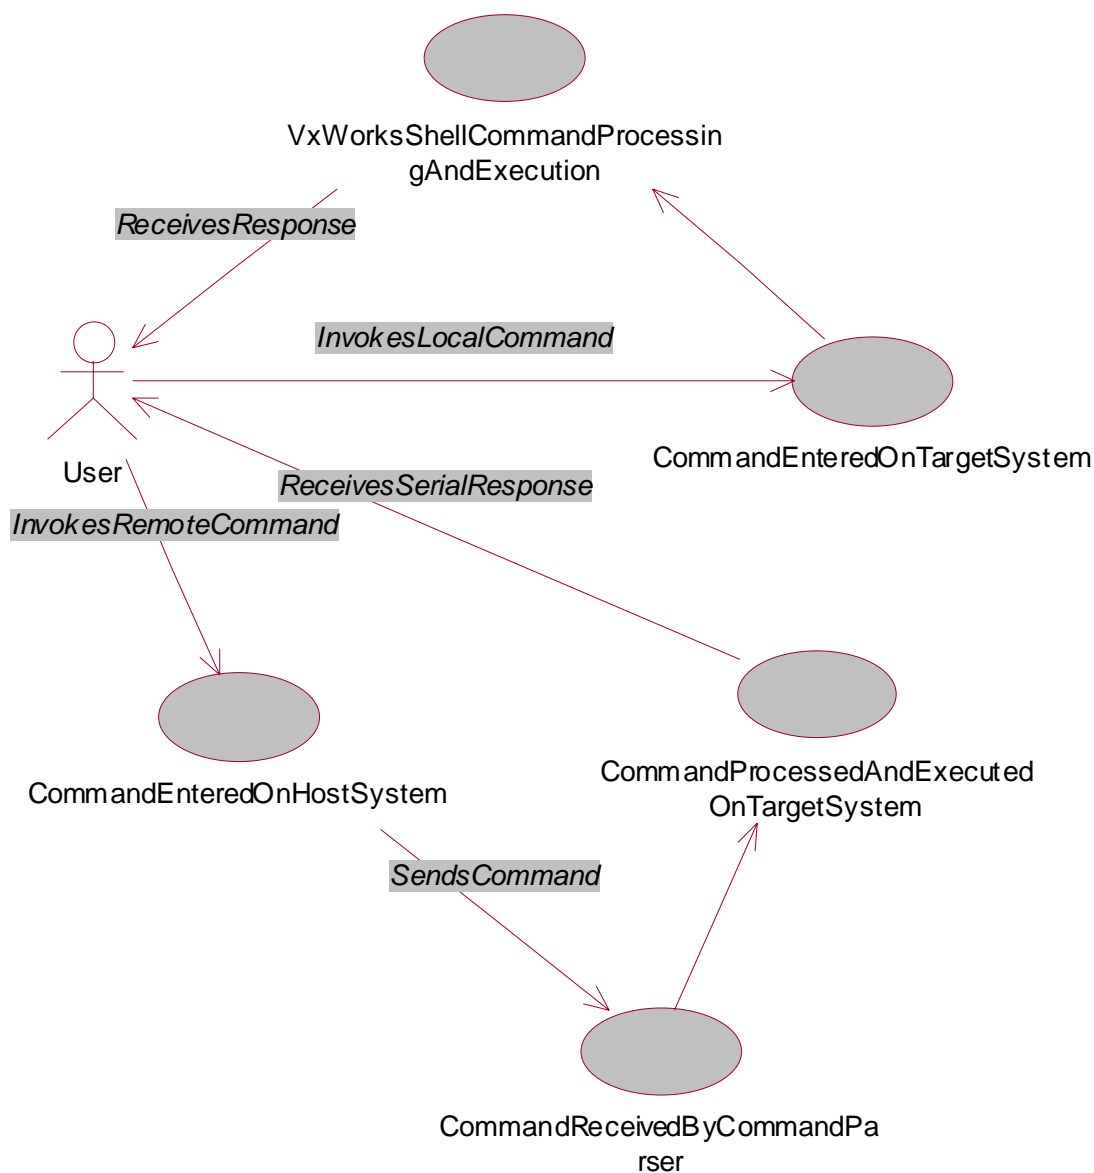 VxWorksShellCommandProcessin
gAndExecution
ReceivesResponse
InvokesLocalCommand
CommandEnteredOnTargetSystem
User
ReceivesSerialResponse
InvokesRemoteCommand
CommandEnteredOnHostSystem
CommandProcessedAndExecuted
OnTargetSystem
SendsCommand
CommandReceivedByCommandPa
rser